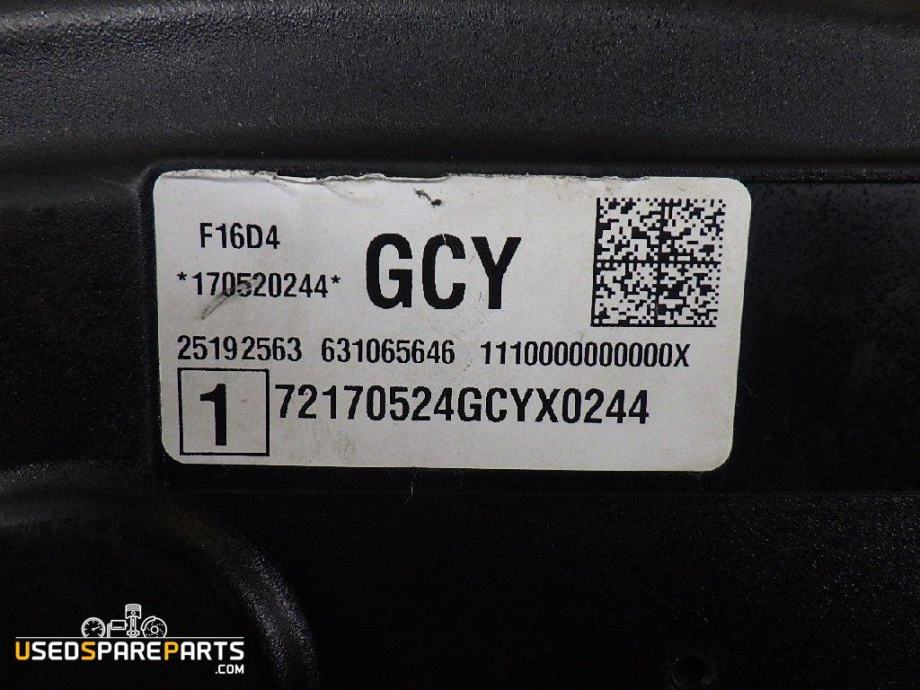 F16D4
*170520244*
GCY
25192563 631065646 1110000000000X
1
72170524GCYX0244
USEDSPAREPARTS
.COM